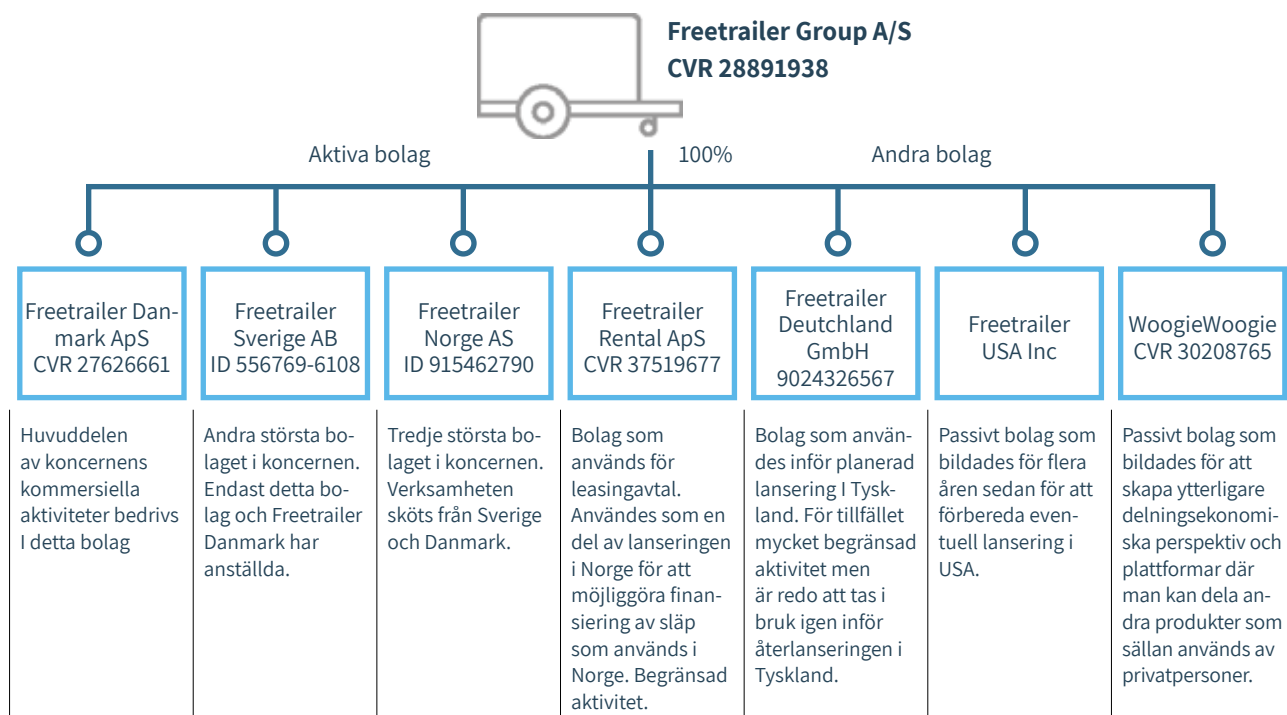 Freetrailer Group A/S
CVR 28891938
Aktiva bolag
100%
Andra bolag
Freetrailer Dan-
mark ApS
CVR 27626661
Freetrailer
Sverige AB
ID 556769-6108
Freetrailer
Norge AS
ID 915462790
Freetrailer
Rental ApS
CVR 37519677
Freetrailer
Deutchland
GmbH
9024326567
Freetrailer
USA Inc
WoogieWoogie
CVR 30208765
Huvuddelen
av koncernens
kommersiella
aktiviteter bedrivs
I detta bolag
Andra största bo-
laget i koncernen.
Endast detta bo-
lag och Freetrailer
Danmark har
anställda.
Tredje största bo-
laget i koncernen.
Verksamheten
sköts från Sverige
och Danmark.
Bolag som
används för
leasingavtal.
Användes som en
del av lanseringen
i Norge för att
möjliggöra finan-
siering av släp
som används i
Norge. Begränsad
aktivitet.
Bolag som använ-
des inför planerad
lansering I Tysk-
land. För tillfället
mycket begränsad
aktivitet men
är redo att tas i
bruk igen inför
återlanseringen i
Tyskland.
Passivt bolag som
bildades för flera
åren sedan för att
förbereda even-
tuell lansering i
USA.
Passivt bolag som
bildades för att
skapa ytterligare
delningsekonomi-
ska perspektiv och
plattformar där
man kan dela an-
dra produkter som
sällan används av
privatpersoner.